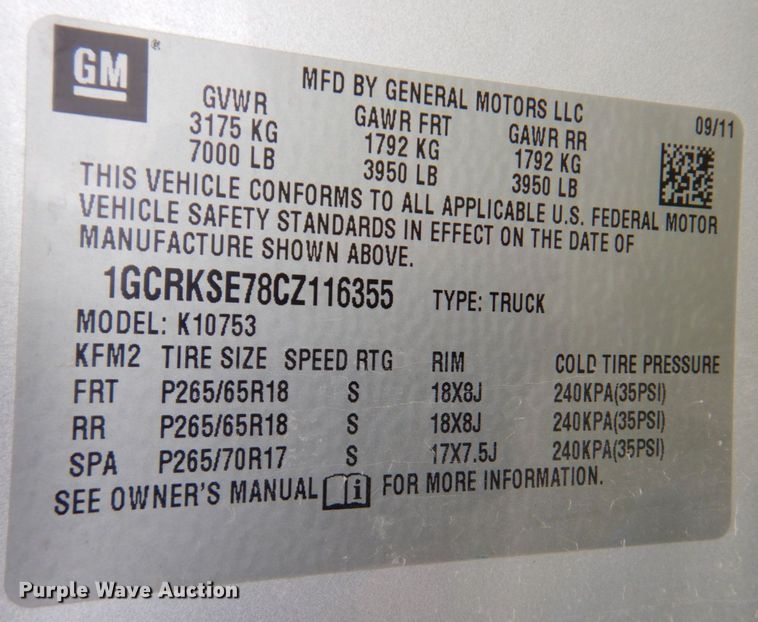 GM ®
MFD BY GENERAL MOTORS LLC
09/11
GVWR GAWR FRT GAWR RR
3175 KG 1792 KG 1792 KG
7000 LB 3950 LB 3950 LB
THIS VEHICLE CONFORMS TO ALL APPLICABLE U.S. FEDERAL MOTOR
VEHICLE SAFETY STANDARDS IN EFFECT ON THE DATE OF
MANUFACTURE SHOWN ABOVE.
1GCRKSE78CZ116355 TYPE: TRUCK
MODEL: K10753
KFM2 TIRE SIZE SPEED RTG RIM COLD TIRE PRESSURE
FRT P265/65R18 S 18X8J 240KPA(35PSI)
RR P265/65R18 S 18X8J 240KPA(35PSI)
SPA P265/70R17 S 17X7.5J 240KPA(35PSI)
SEE OWNER'S MANUAL i FOR MORE INFORMATION.
Purple Wave Auction